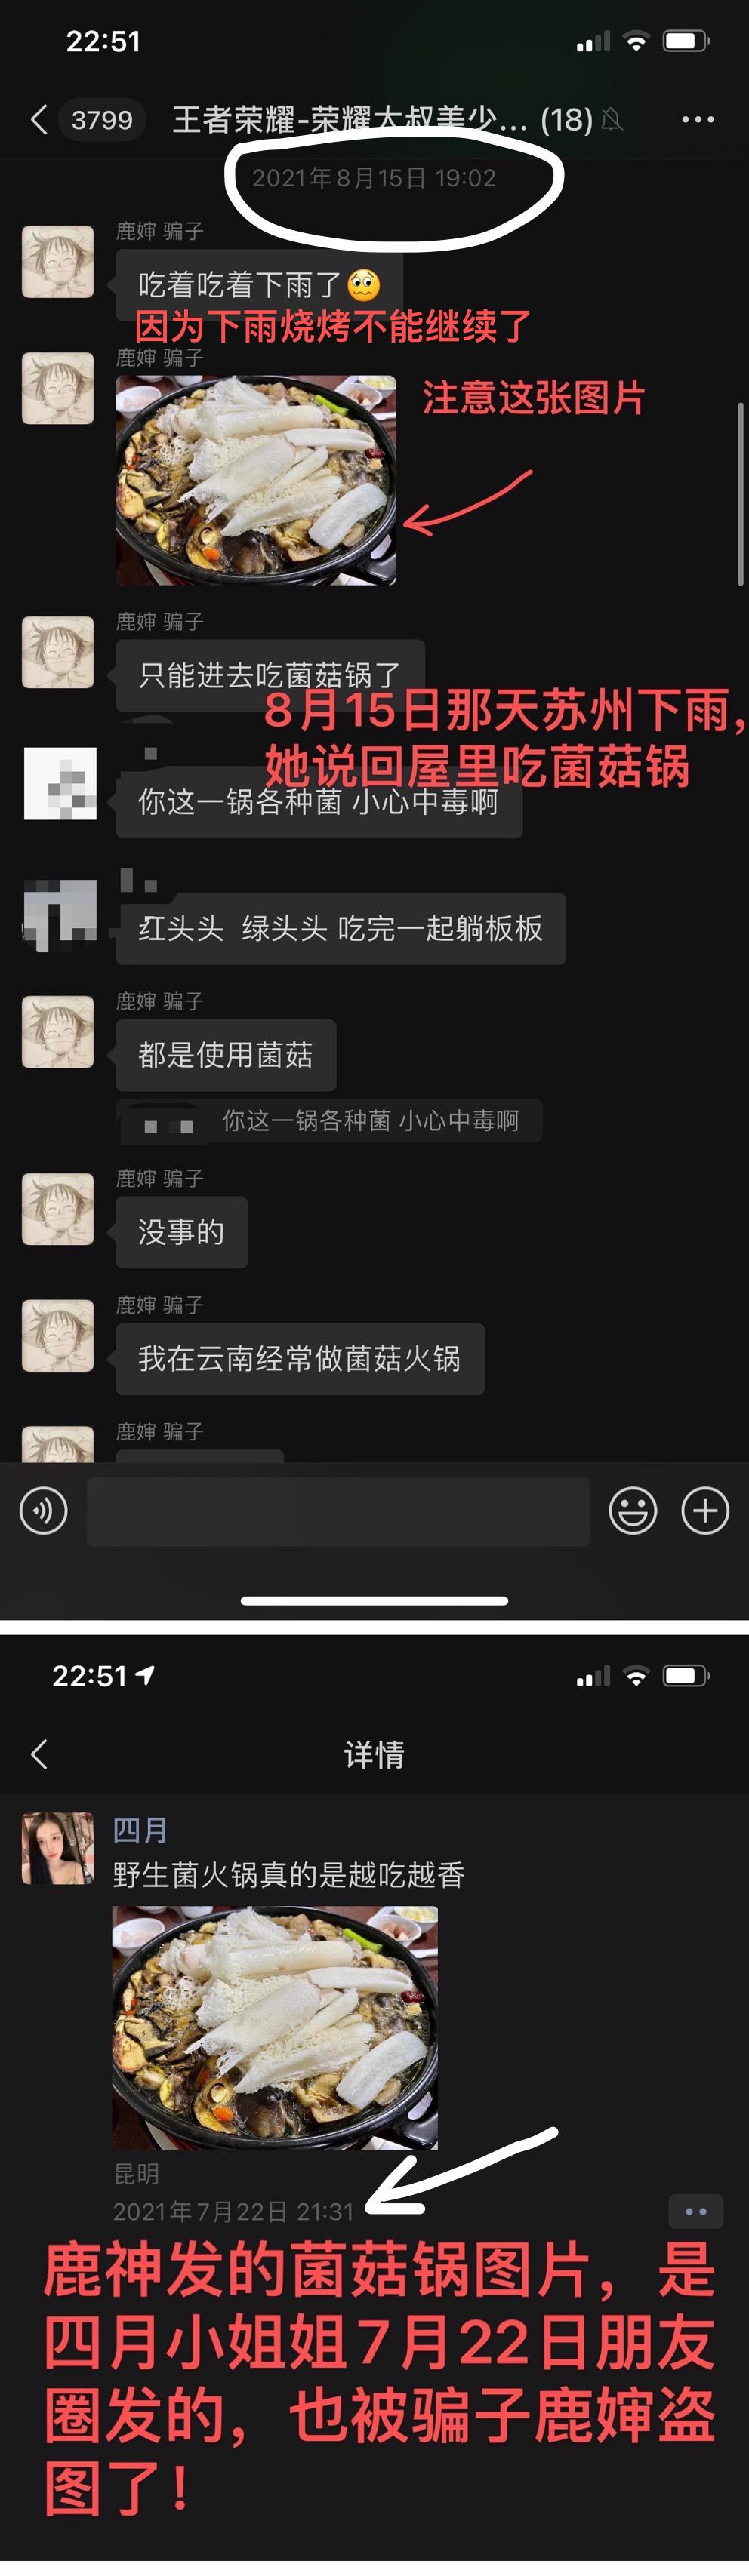 22:51
3799
王者荣耀-荣耀大叔美少... (18)
2021年8月15日 19:02
鹿婶 骗子
吃着吃着下雨了
因为下雨烧烤不能继续了
鹿婶 骗子
注意这张图片
鹿婶 骗子
只能进去吃菌菇锅了
8月15日那天苏州下雨,
她说回屋里吃菌菇锅
你这一锅各种菌 小心中毒啊
红头头 绿头头 吃完一起躺板板
鹿婶 骗子
都是使用菌菇
你这一锅各种菌 小心中毒啊
鹿婶 骗子
没事的
鹿婶 骗子
我在云南经常做菌菇火锅
鹿婶 骗子
22:51
详情
四月
野生菌火锅真的是越吃越香
昆明
2021年7月22日 21:31
鹿神发的菌菇锅图片，是
四月小姐姐7月22日朋友
圈发的，也被骗子鹿婶盗
图了！